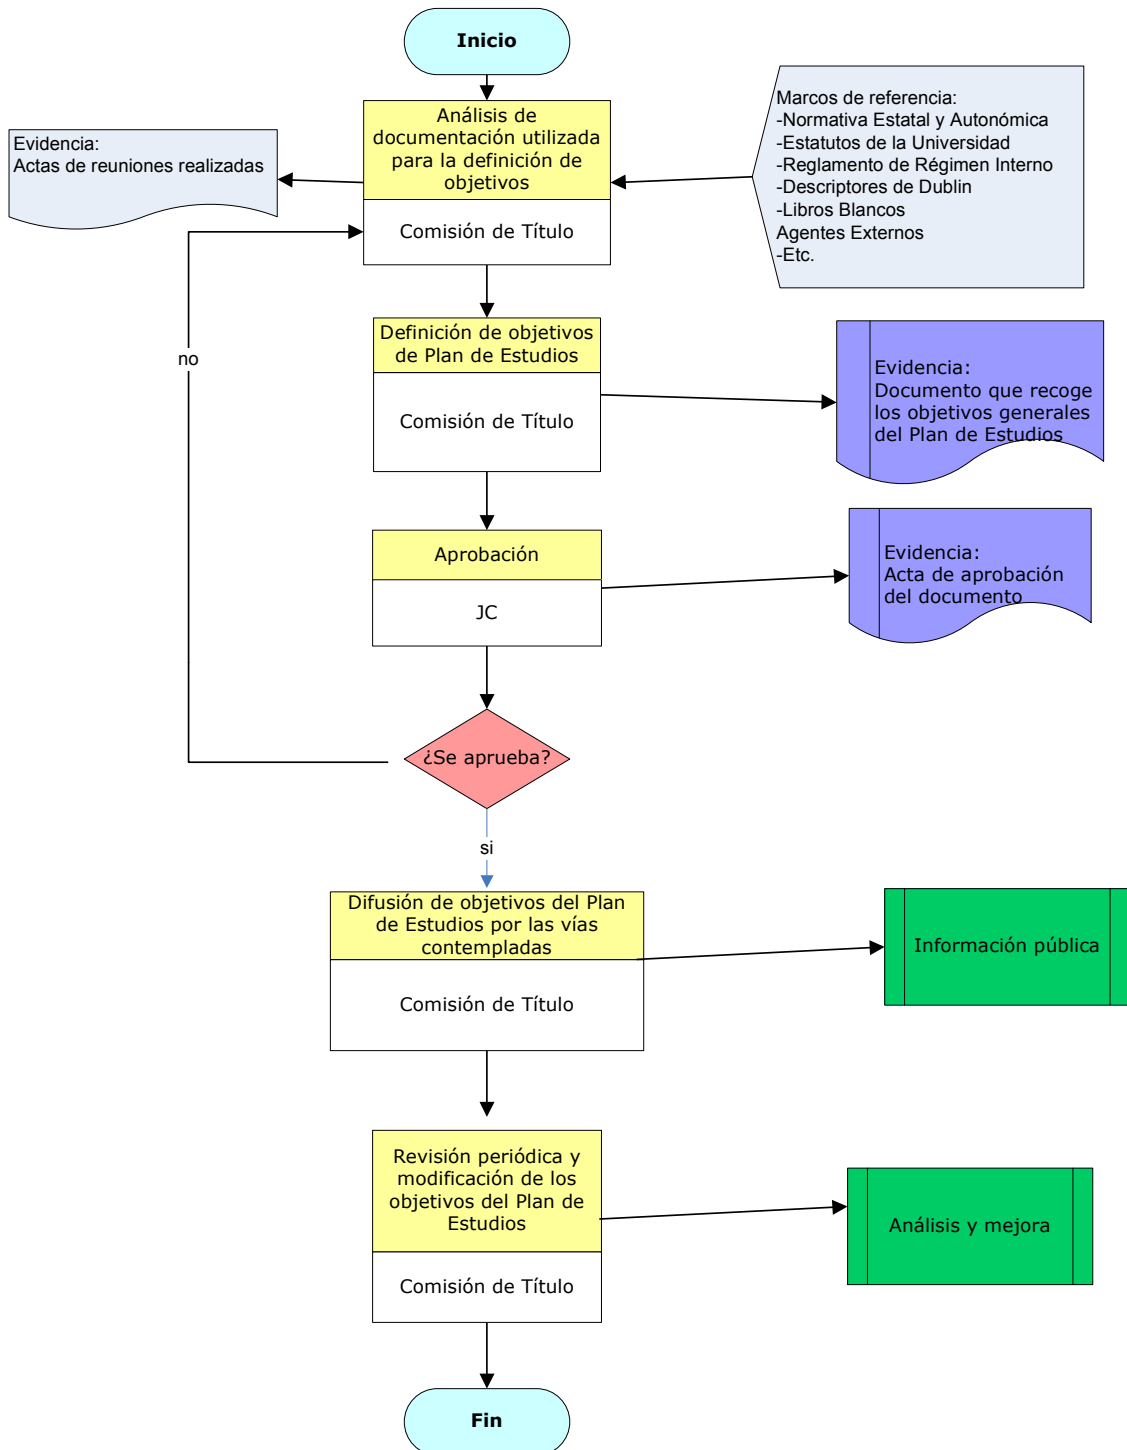 Inicio
Marcos de referencia:
-Normativa Estatal y Autonómica
-Estatutos de la Universidad
-Reglamento de Régimen Interno
-Descriptores de Dublin
-Libros Blancos
Agentes Externos
-Etc.
Análisis de
documentación utilizada
para la definición de
objetivos
Comisión de Título
Evidencia:
Actas de reuniones realizadas
Definición de objetivos
de Plan de Estudios
Comisión de Título
no
Evidencia:
Documento que recoge
los objetivos generales
del Plan de Estudios
Aprobación
JC
Evidencia:
Acta de aprobación
del documento
¿Se aprueba?
si
Difusión de objetivos del Plan
de Estudios por las vías
contempladas
Comisión de Título
Información pública
Revisión periódica y
modificación de los
objetivos del Plan de
Estudios
Comisión de Título
Análisis y mejora
Fin